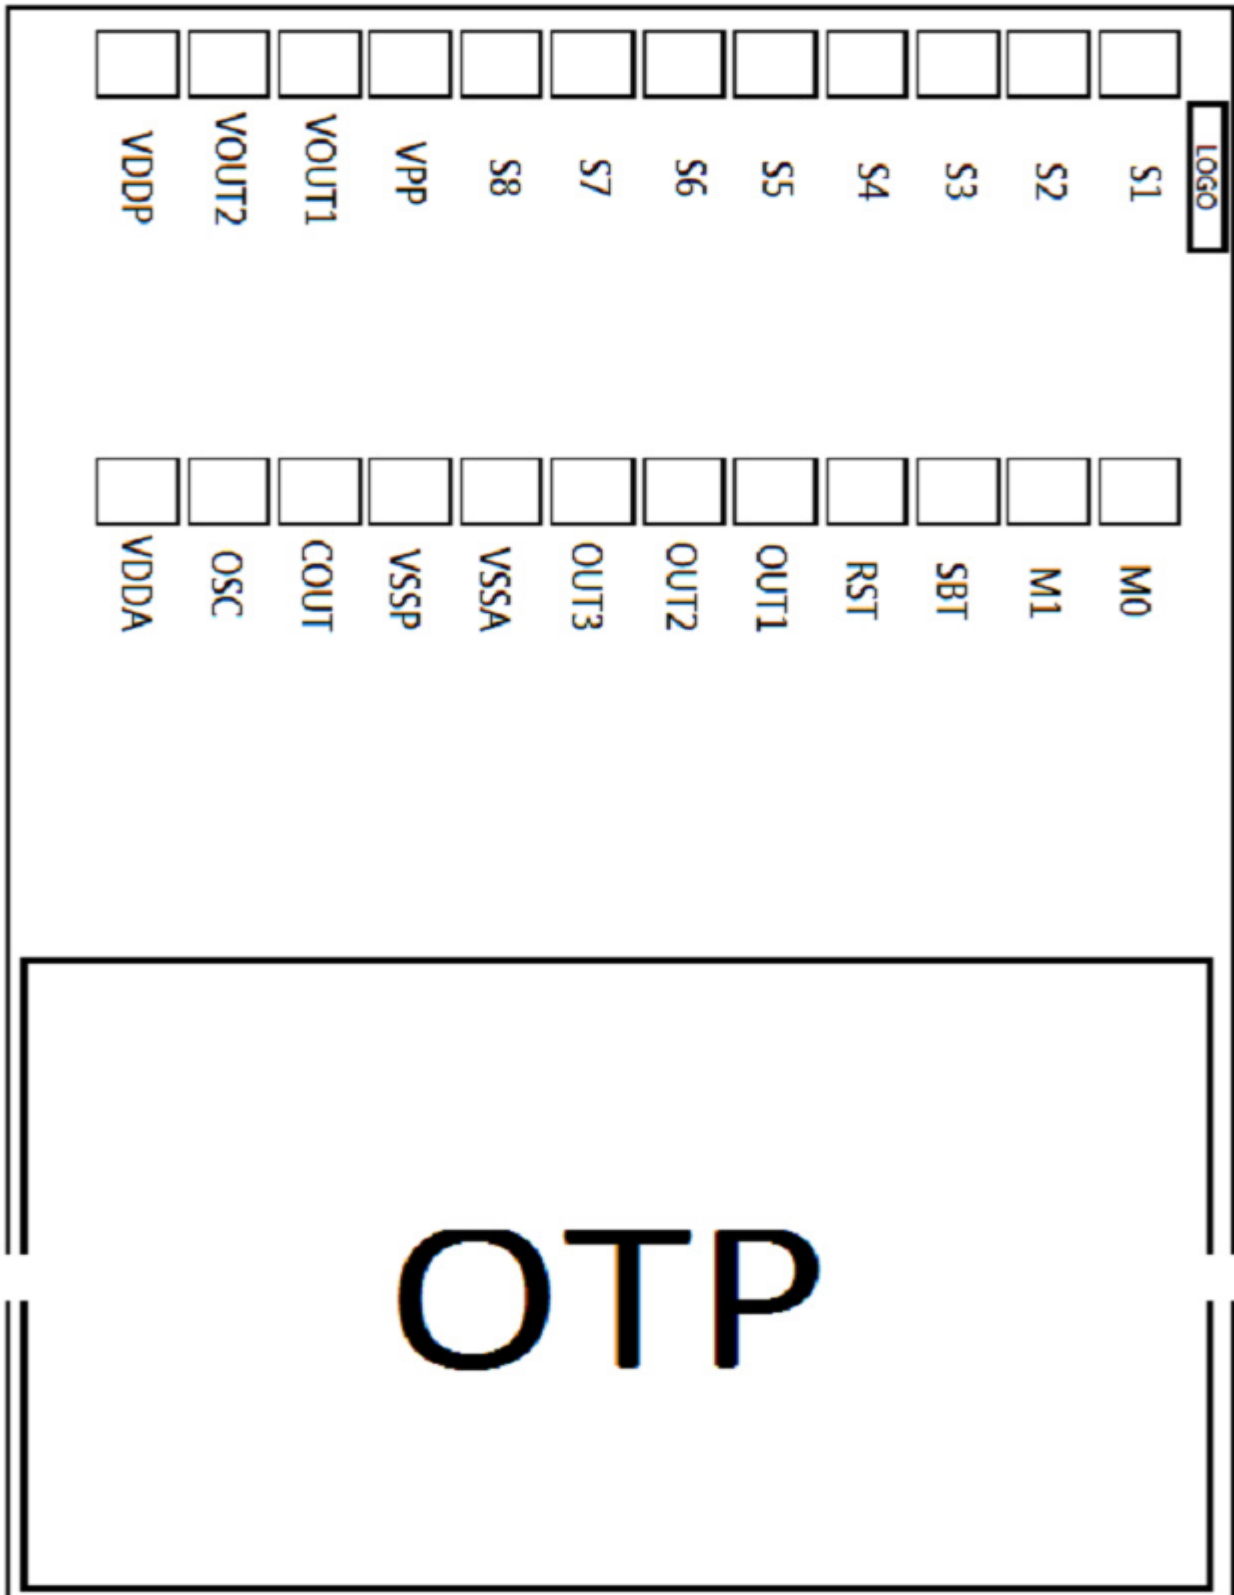 VDDP
VOUT2
VOUT1
VPP
S8
S7
S6
S5
S4
S3
S2
S1
LOGO
VDDA
OSC
COUT
VSSP
VSSA
OUT3
OUT2
OUT1
RST
SBT
M1
M0
OTP